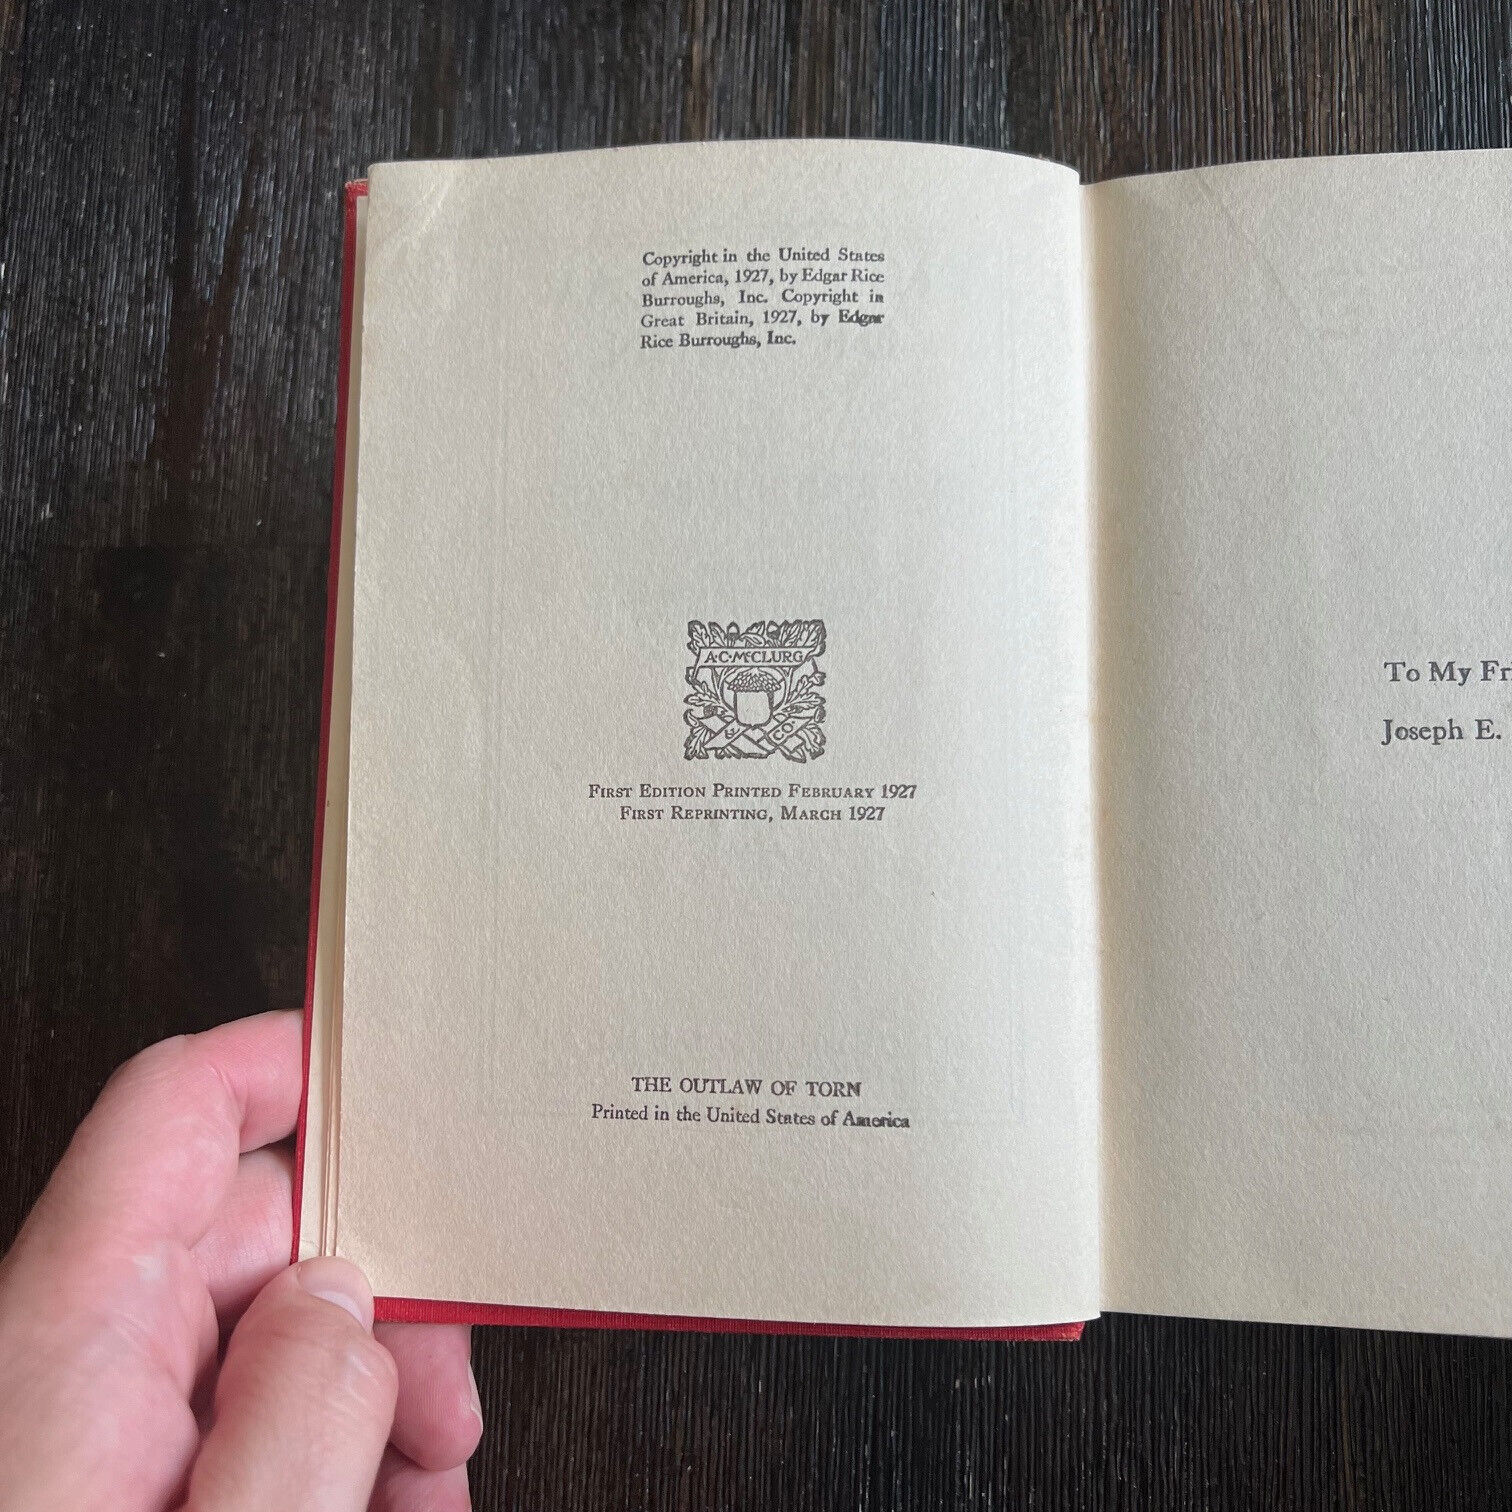 Copyright in the United States
of America, 1927, by Edgar Rice
Burroughs, Inc. Copyright in
Great Britain, 1927, by Edgar
Rice Burroughs, Inc.
A·C·McCLURG
& CO.
FIRST EDITION PRINTED FEBRUARY 1927
FIRST REPRINTING, MARCH 1927
THE OUTLAW OF TORN
Printed in the United States of America
To My Fr
Joseph E.